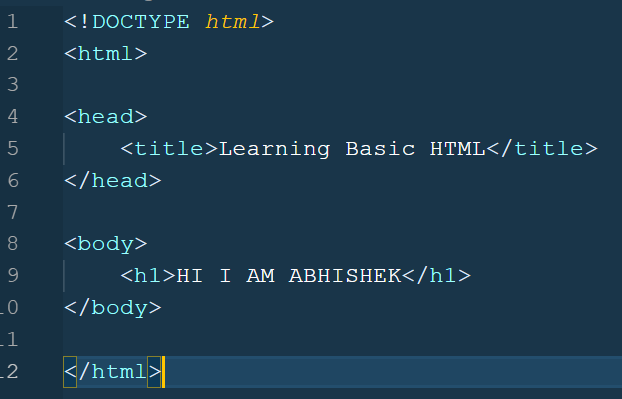 1 <!DOCTYPE html>
2 <html>
3
4 <head>
5     <title>Learning Basic HTML</title>
6 </head>
7
8 <body>
9     <h1>HI I AM ABHISHEK</h1>
10 </body>
11
12 </html>